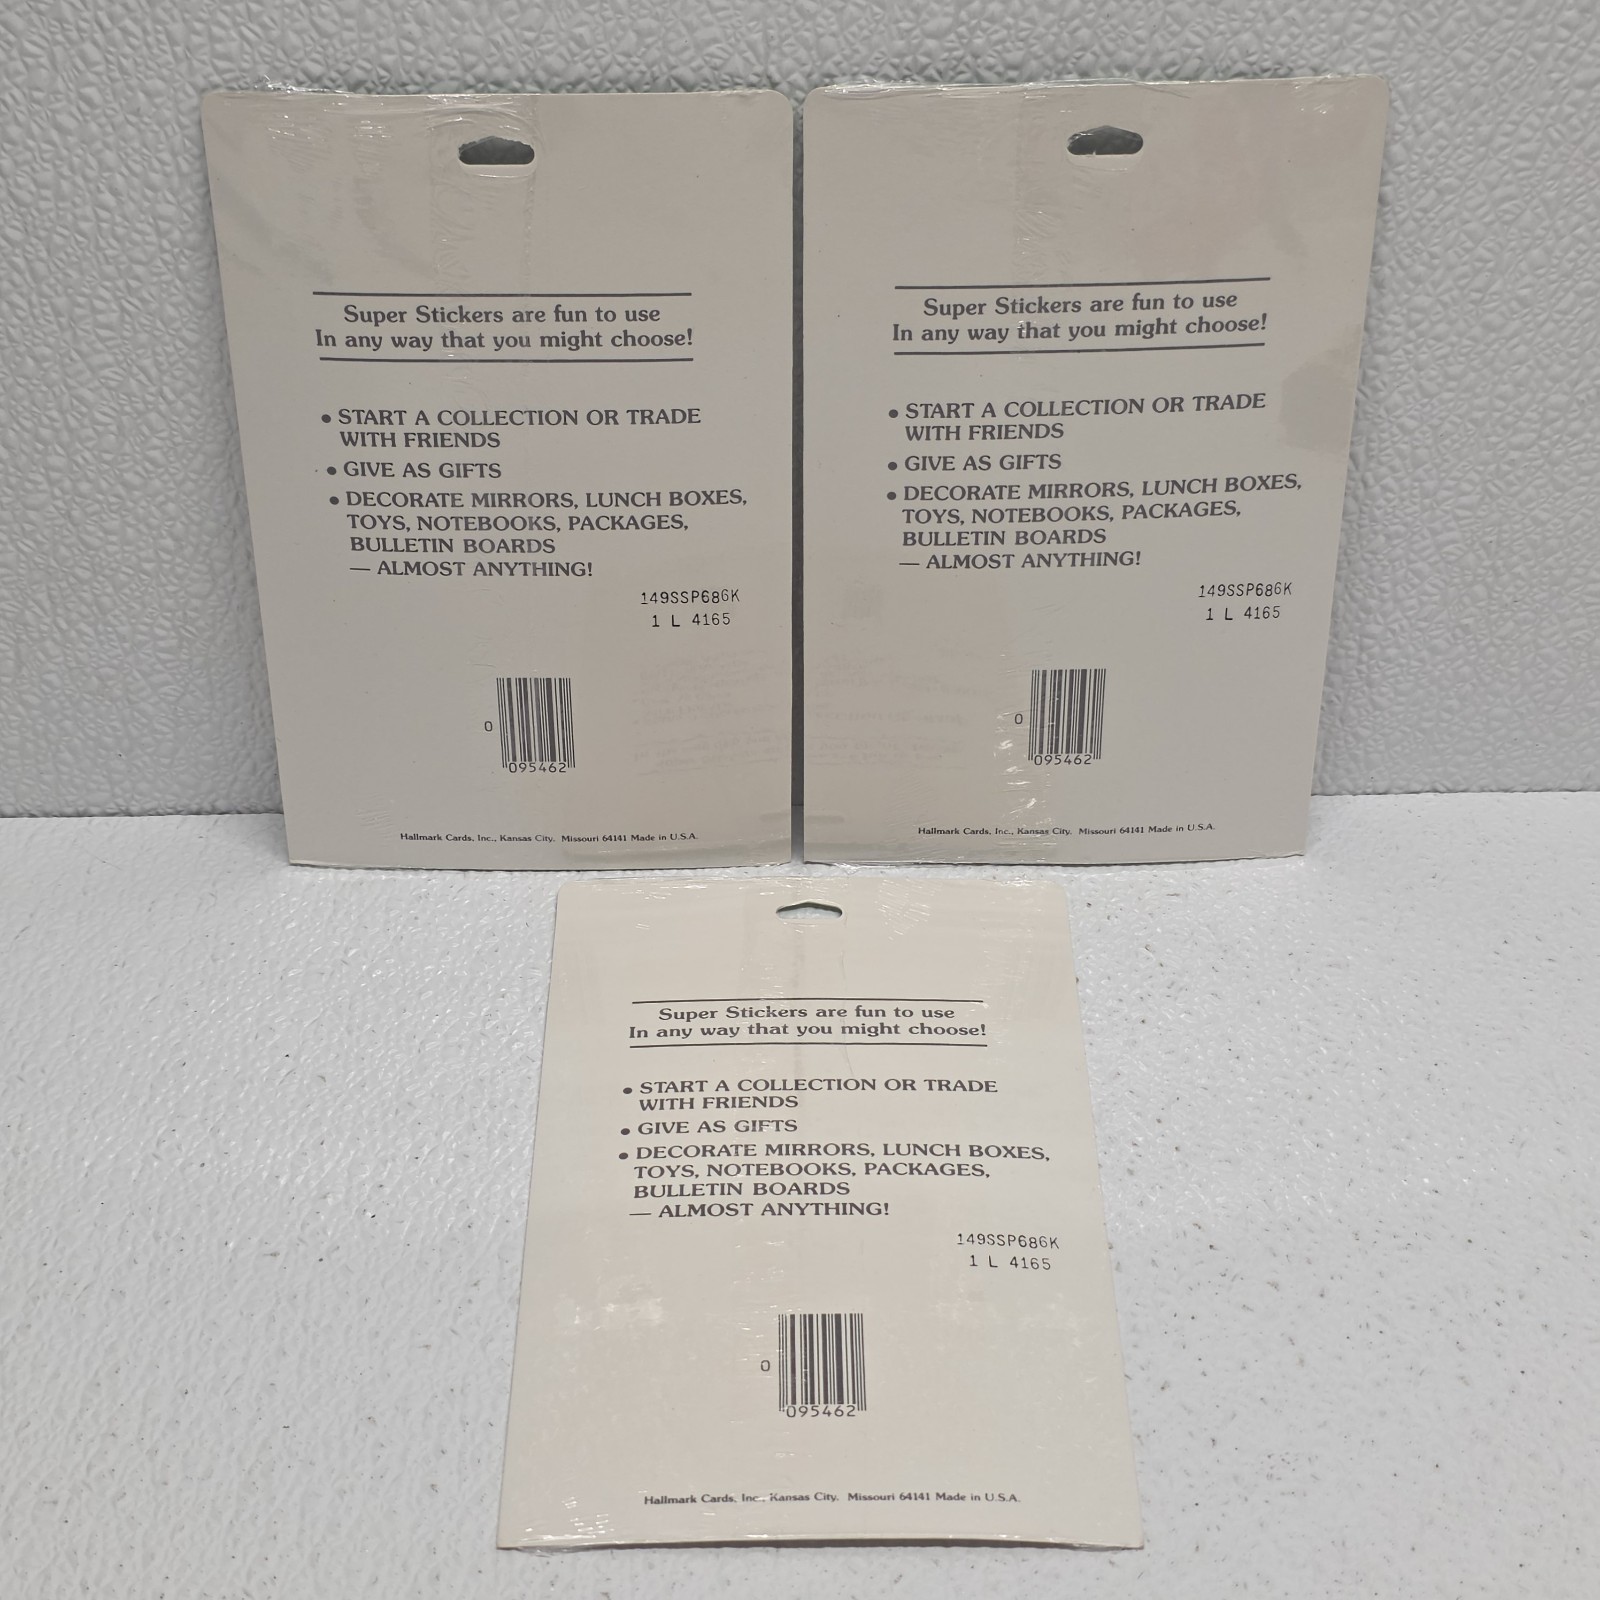 Super Stickers are fun to use
In any way that you might choose!
• START A COLLECTION OR TRADE
WITH FRIENDS
• GIVE AS GIFTS
• DECORATE MIRRORS, LUNCH BOXES,
TOYS, NOTEBOOKS, PACKAGES,
BULLETIN BOARDS
— ALMOST ANYTHING!
149SSP686K
1 L 4165
0
095462
Hallmark Cards, Inc., Kansas City, Missouri 64141 Made in U.S.A.
Super Stickers are fun to use
In any way that you might choose!
• START A COLLECTION OR TRADE
WITH FRIENDS
• GIVE AS GIFTS
• DECORATE MIRRORS, LUNCH BOXES,
TOYS, NOTEBOOKS, PACKAGES,
BULLETIN BOARDS
— ALMOST ANYTHING!
149SSP686K
1 L 4165
0
095462
Hallmark Cards, Inc., Kansas City, Missouri 64141 Made in U.S.A.
Super Stickers are fun to use
In any way that you might choose!
• START A COLLECTION OR TRADE
WITH FRIENDS
• GIVE AS GIFTS
• DECORATE MIRRORS, LUNCH BOXES,
TOYS, NOTEBOOKS, PACKAGES,
BULLETIN BOARDS
— ALMOST ANYTHING!
149SSP686K
1 L 4165
0
095462
Hallmark Cards, Inc., Kansas City, Missouri 64141 Made in U.S.A.